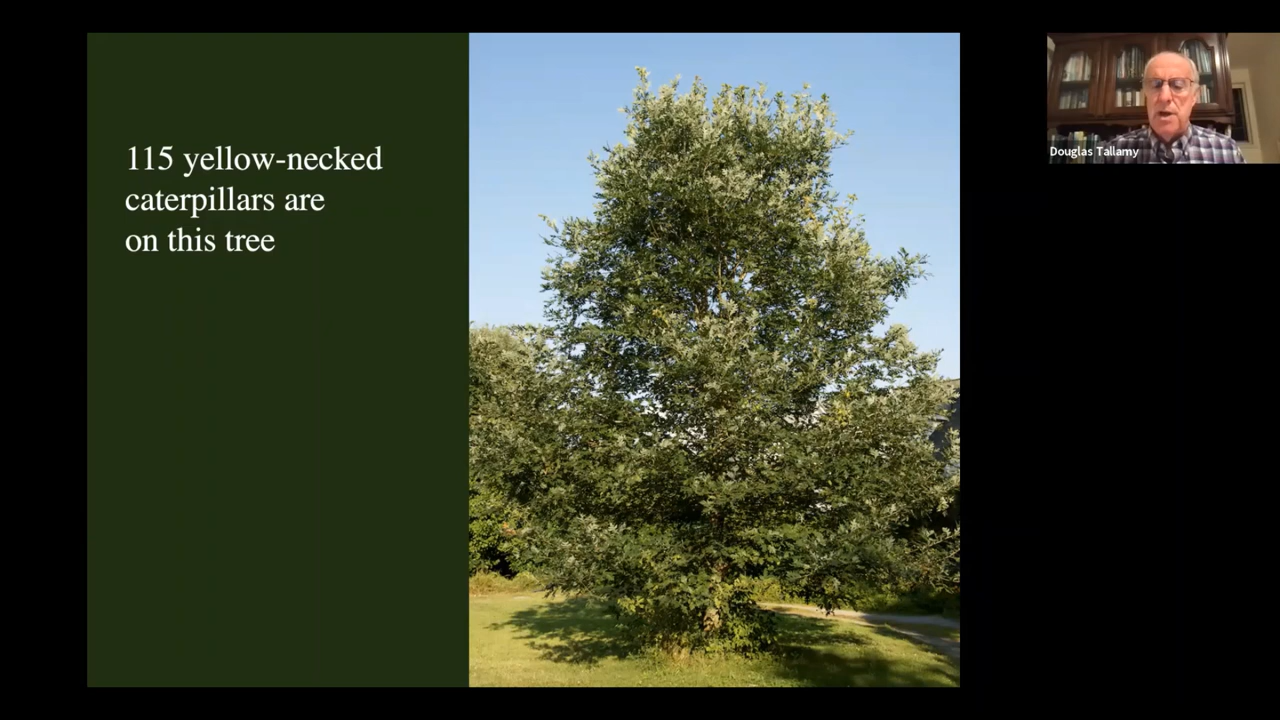 115 yellow-necked
caterpillars are
on this tree
Douglas Tallamy